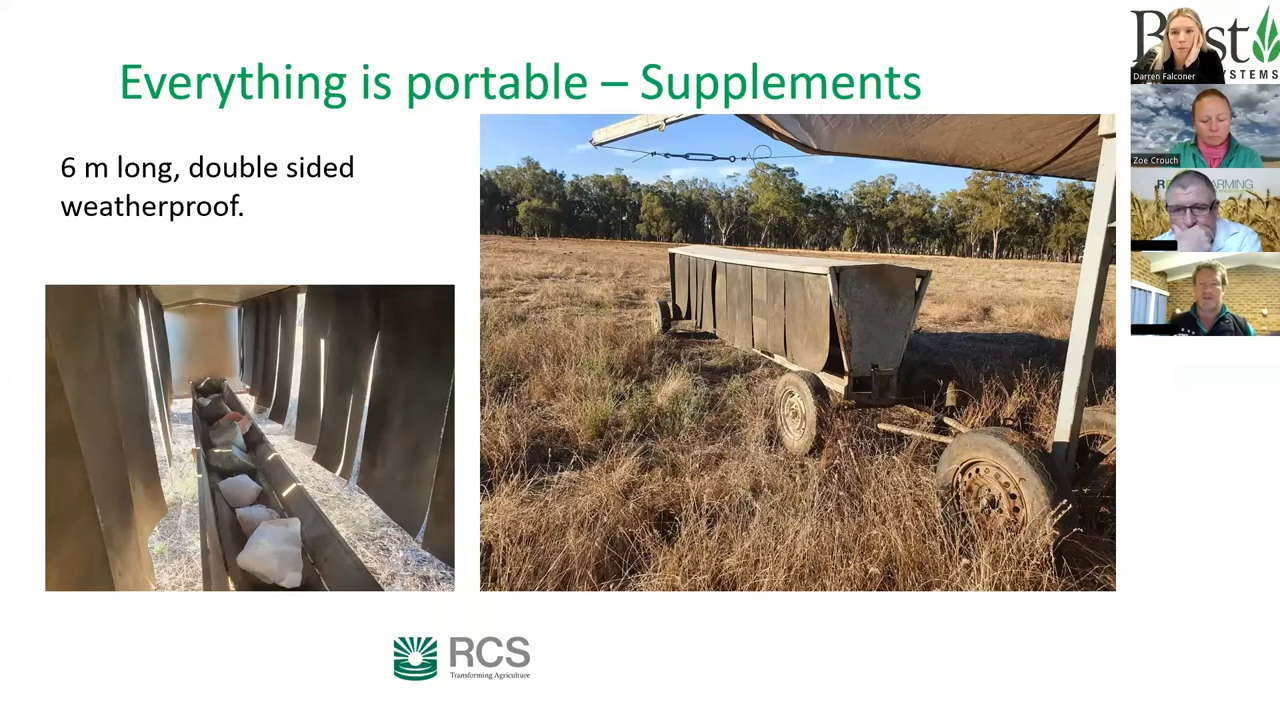 Everything is portable – Supplements
6 m long, double sided
weatherproof.
RCS
Transforming Agriculture
Darren Falconer
Zoe Crouch